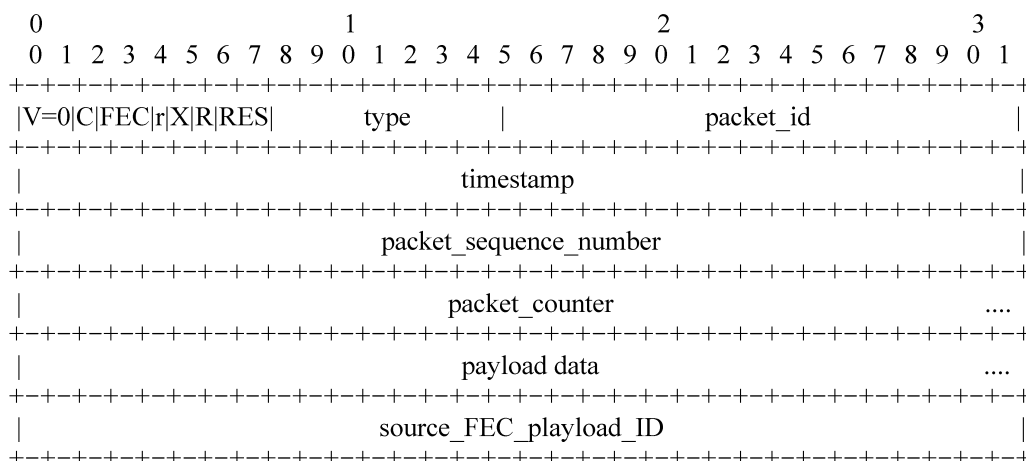 0 1 2 3
0 1 2 3 4 5 6 7 8 9 0 1 2 3 4 5 6 7 8 9 0 1 2 3 4 5 6 7 8 9 0 1
+-+-+-+-+-+-+-+-+-+-+-+-+-+-+-+-+-+-+-+-+-+-+-+-+-+-+-+-+-+-+-+-+
|V=0|C|FEC|r|X|R|RES| type | packet_id |
+-+-+-+-+-+-+-+-+-+-+-+-+-+-+-+-+-+-+-+-+-+-+-+-+-+-+-+-+-+-+-+-+
| timestamp |
+-+-+-+-+-+-+-+-+-+-+-+-+-+-+-+-+-+-+-+-+-+-+-+-+-+-+-+-+-+-+-+-+
| packet_sequence_number |
+-+-+-+-+-+-+-+-+-+-+-+-+-+-+-+-+-+-+-+-+-+-+-+-+-+-+-+-+-+-+-+-+
| packet_counter ....
+-+-+-+-+-+-+-+-+-+-+-+-+-+-+-+-+-+-+-+-+-+-+-+-+-+-+-+-+-+-+-+-+
| payload data ....
+-+-+-+-+-+-+-+-+-+-+-+-+-+-+-+-+-+-+-+-+-+-+-+-+-+-+-+-+-+-+-+-+
| source_FEC_playload_ID |
+-+-+-+-+-+-+-+-+-+-+-+-+-+-+-+-+-+-+-+-+-+-+-+-+-+-+-+-+-+-+-+-+